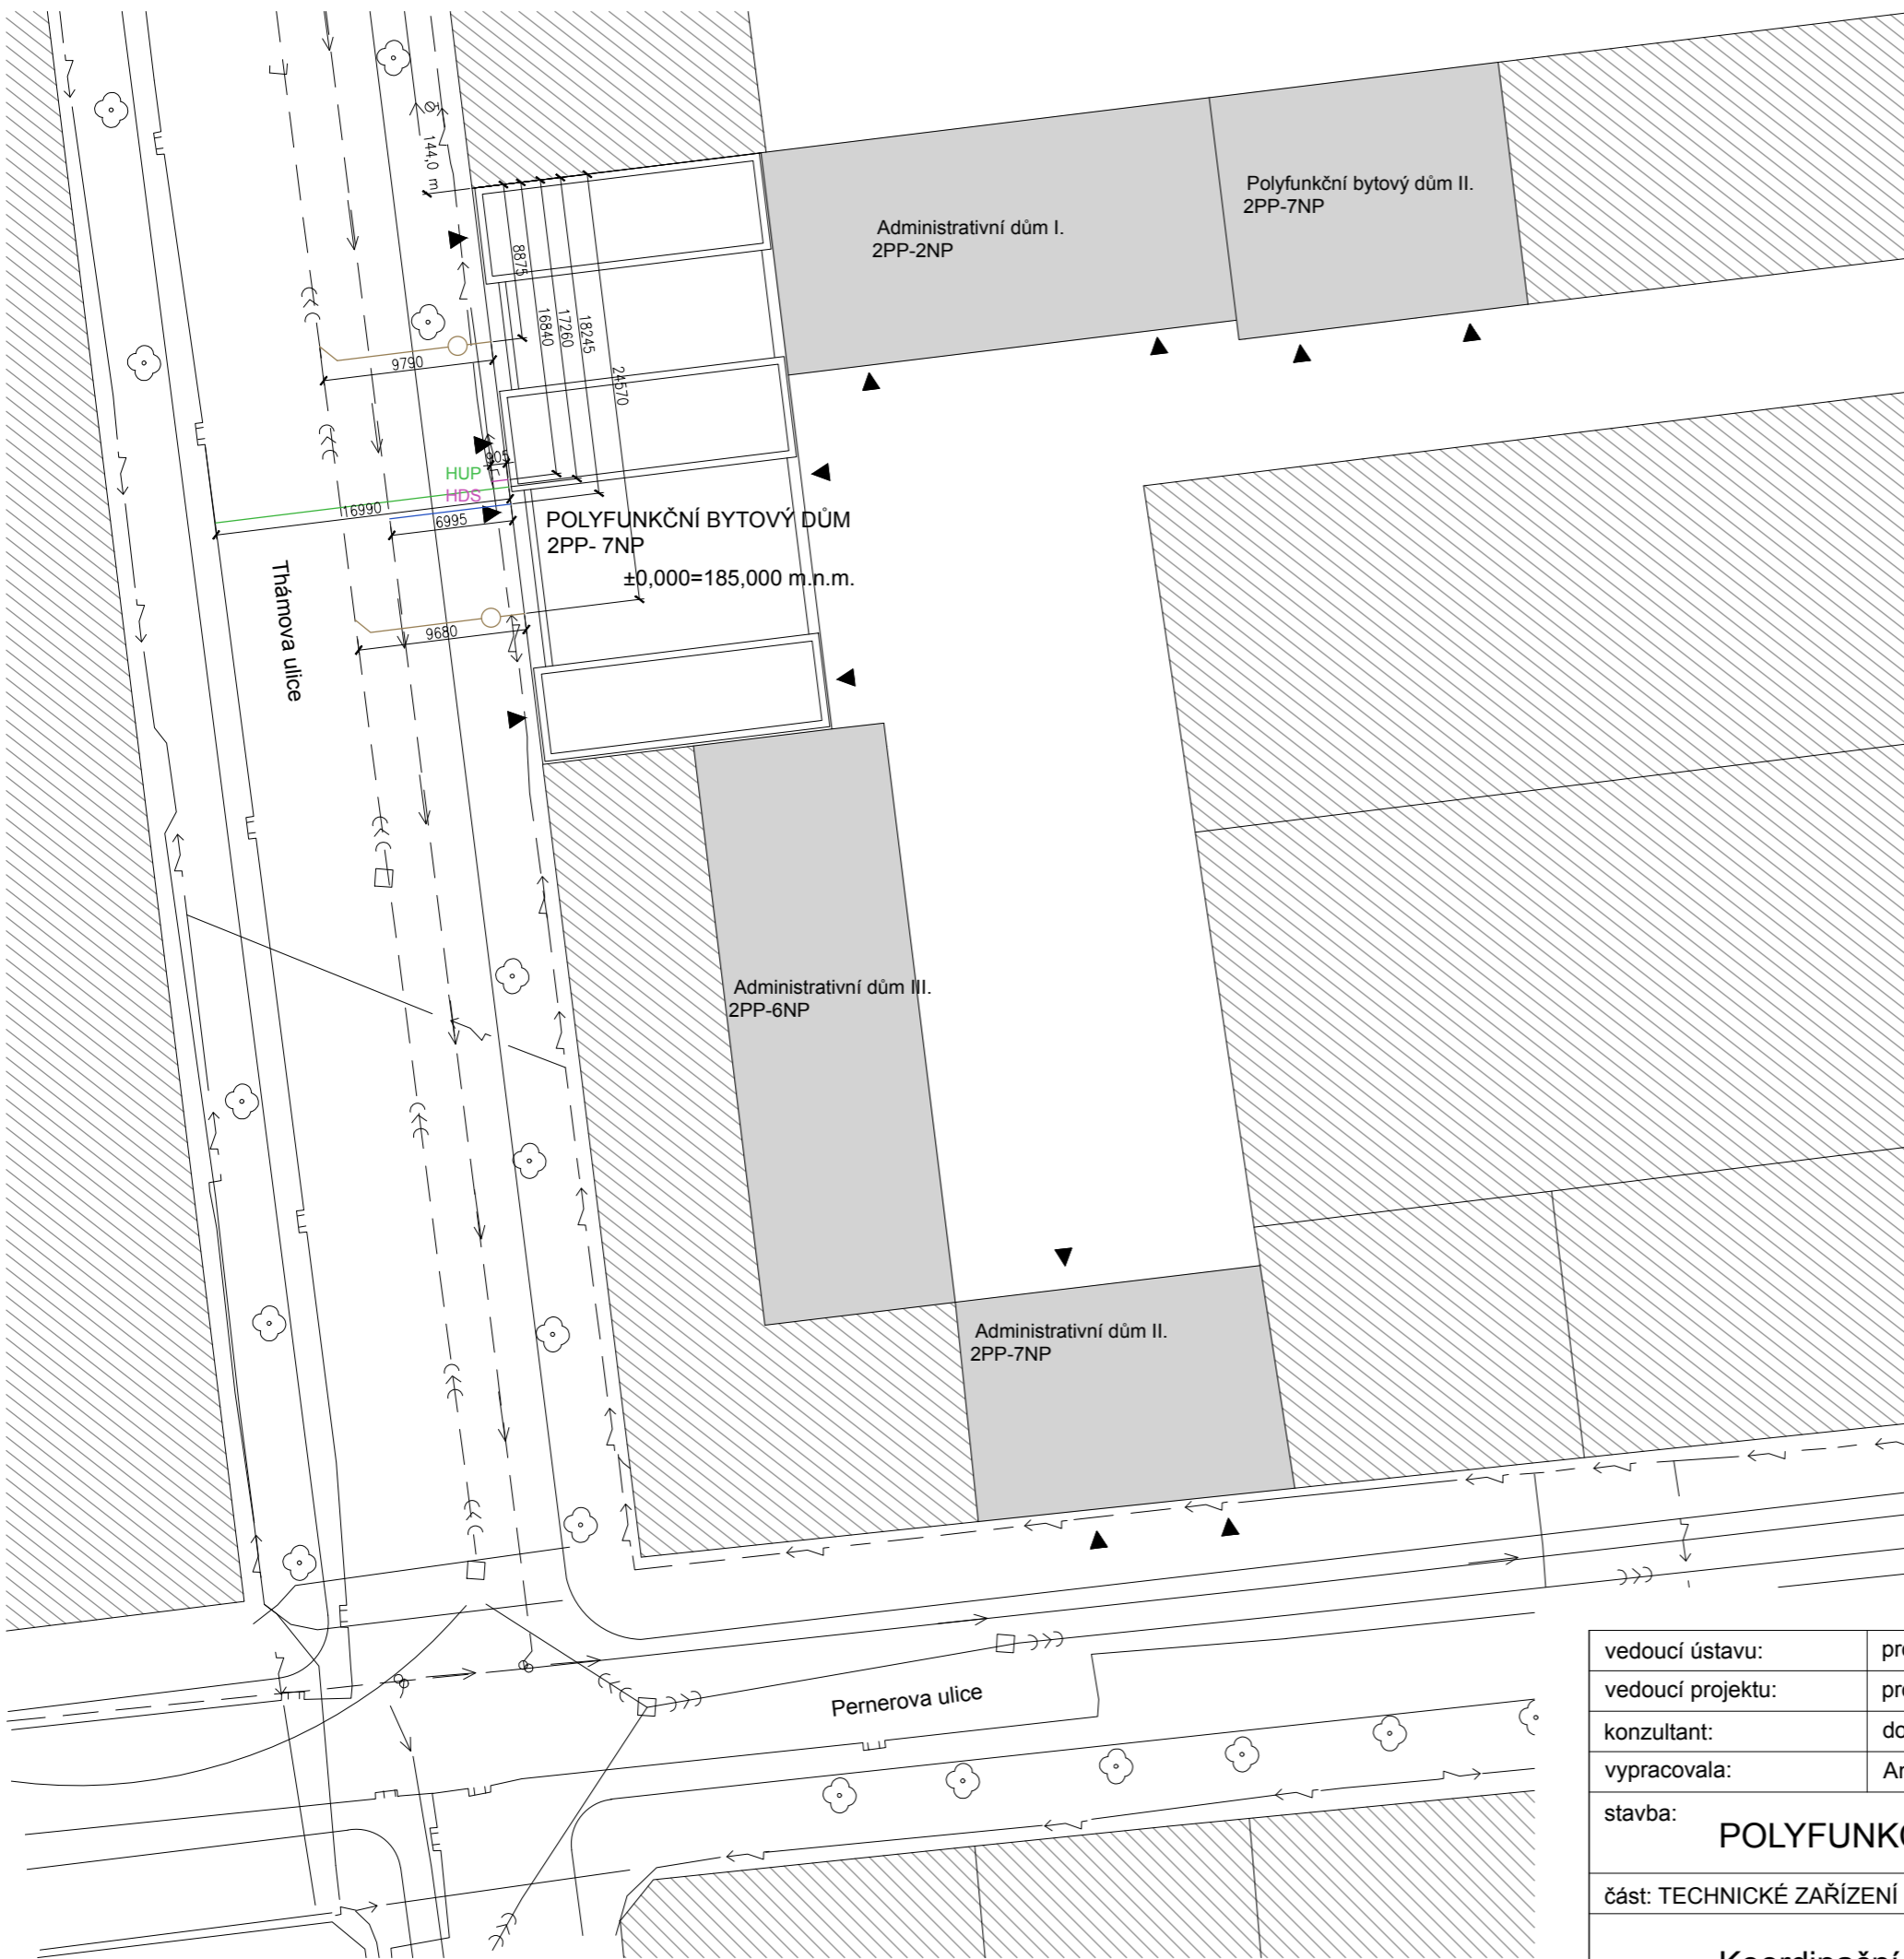 144,0 m
Polyfunkční bytový dům II.
2PP-7NP
Administrativní dům I.
2PP-2NP
8875
16840
17260
18245
24570
9790
905
HUP
HDS
16990
6995
POLYFUNKČNÍ BYTOVÝ DŮM
2PP- 7NP
±0,000=185,000 m.n.m.
Thámova ulice
9680
Administrativní dům III.
2PP-6NP
Administrativní dům II.
2PP-7NP
Pernerova ulice
vedoucí ústavu:
vedoucí projektu:
konzultant:
vypracovala:
stavba:
část: TECHNICKÉ ZAŘÍZENÍ